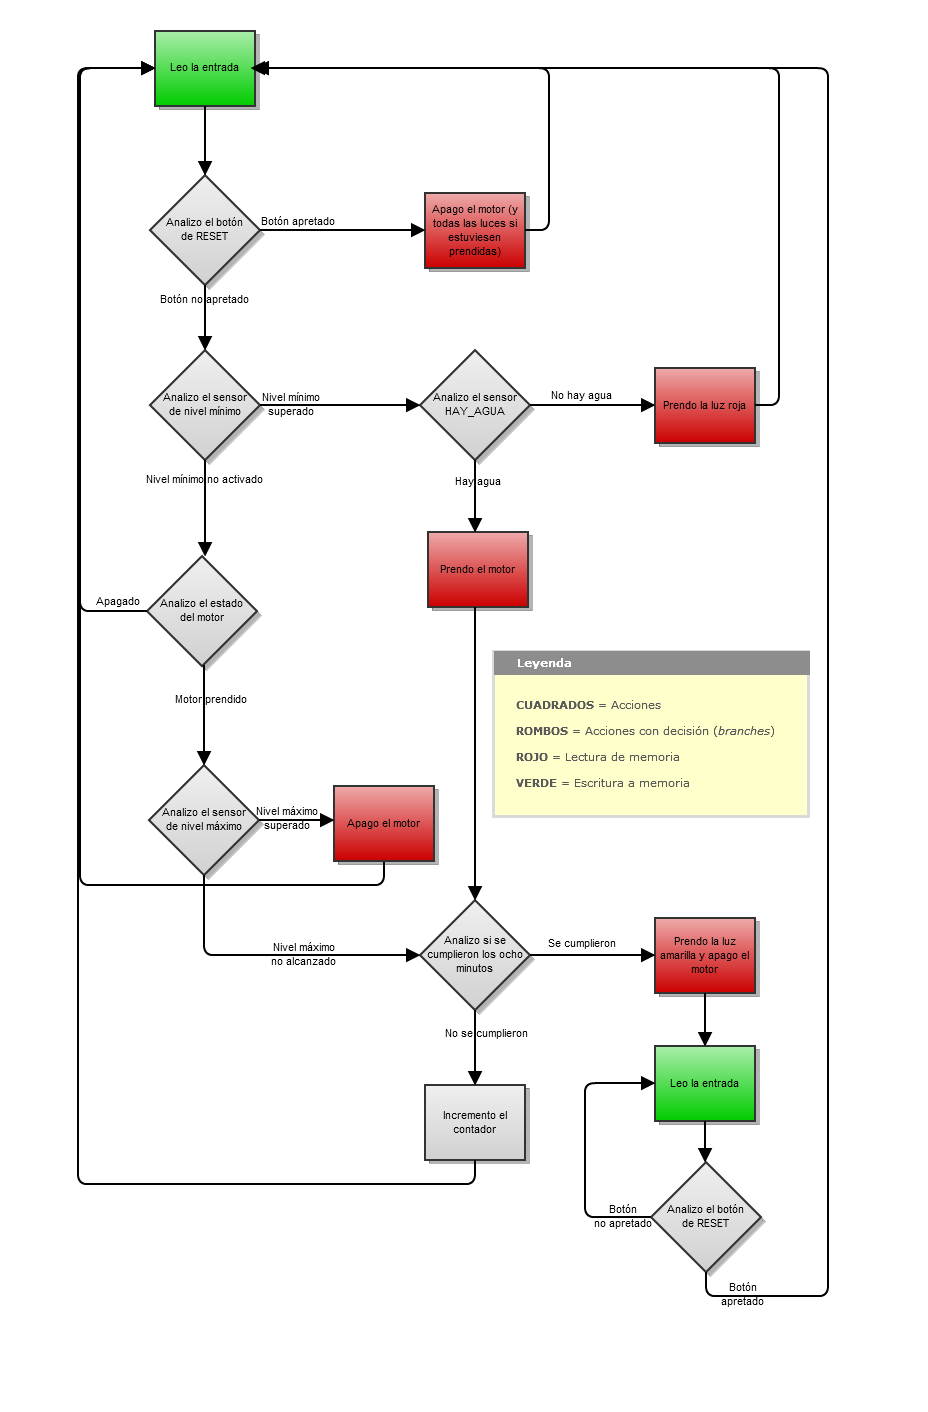 Leo la entrada
Analizo el botón
de RESET
Botón apretado
Apago el motor (y
todas las luces si
estuviesen
prendidas)
Botón no apretado
Analizo el sensor
de nivel mínimo
Nivel mínimo
superado
Analizo el sensor
HAY_AGUA
No hay agua
Prendo la luz roja
Nivel mínimo no activado
Hay agua
Prendo el motor
Apagado
Analizo el estado
del motor
Motor prendido
Leyenda
CUADRADOS = Acciones
ROMBOS = Acciones con decisión (branches)
ROJO = Lectura de memoria
VERDE = Escritura a memoria
Analizo el sensor
de nivel máximo
Nivel máximo
superado
Apago el motor
Nivel máximo
no alcanzado
Analizo si se
cumplieron los ocho
minutos
Se cumplieron
Prendo la luz
amarilla y apago el
motor
No se cumplieron
Incremento el
contador
Leo la entrada
Analizo el botón
de RESET
Botón
no apretado
Botón
apretado